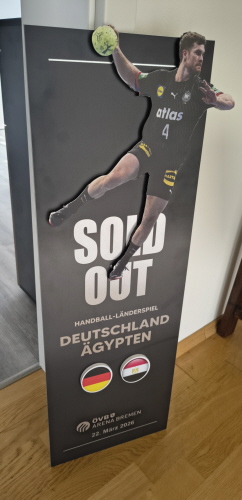 atlas
4
SOLD
OUT
HANDBALL-LÄNDERSPIEL
DEUTSCHLAND
ÄGYPTEN
ÖVB
ARENA BREMEN
22. März 2026